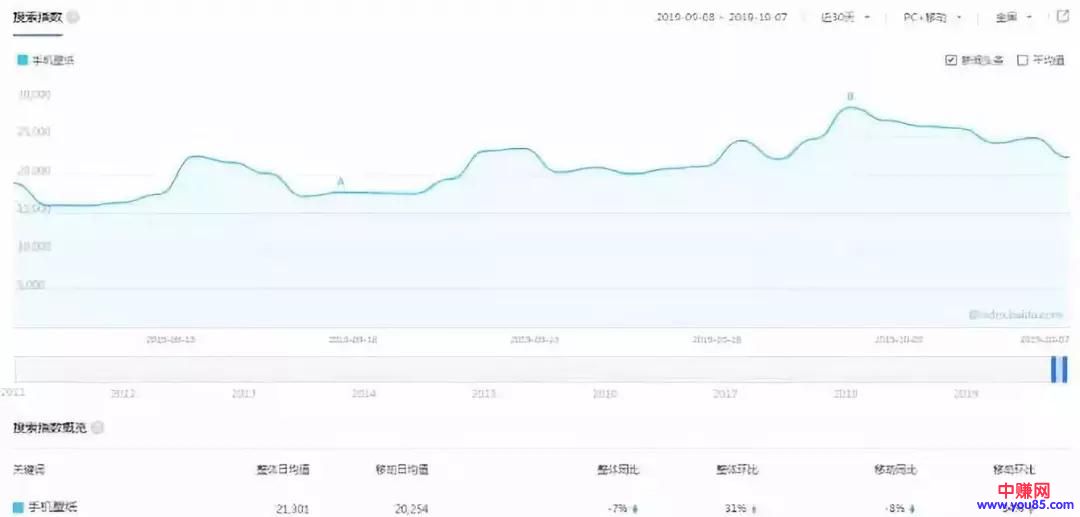 搜索指数
2019-09-08 ~ 2019-10-07 近30天 PC+移动 全国
手机壁纸
新闻头条 平均值
30,000
B
25,000
20,000
A
15,000
10,000
5,000
@index.baidu.com
2019-09-13 2019-09-18 2019-09-23 2019-09-28 2019-10-03 2019-10-07
2011 2012 2013 2014 2015 2016 2017 2018 2019
搜索指数概览
关键词 整体日均值 移动日均值 整体同比 整体环比 移动同比 移动环比
手机壁纸 21,301 20,254 -7% 31% -8%
中赚网
www.you85.com